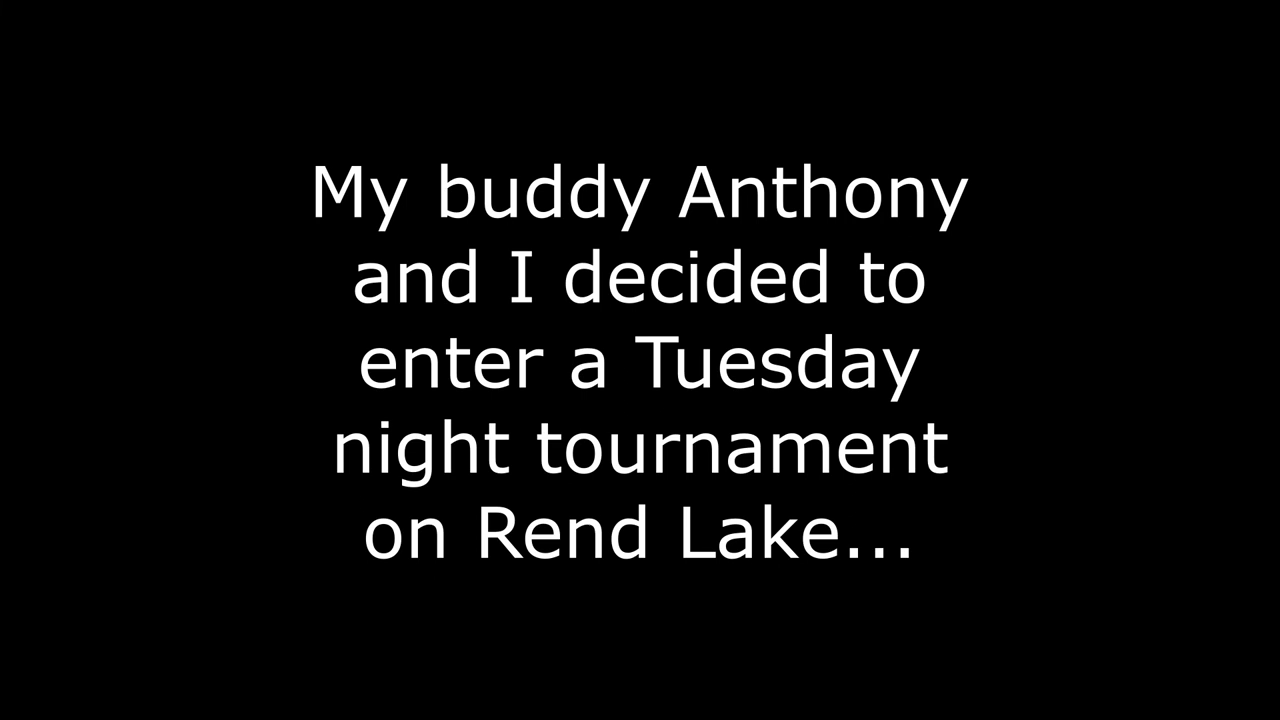 My buddy Anthony
and I decided to
enter a Tuesday
night tournament
on Rend Lake...